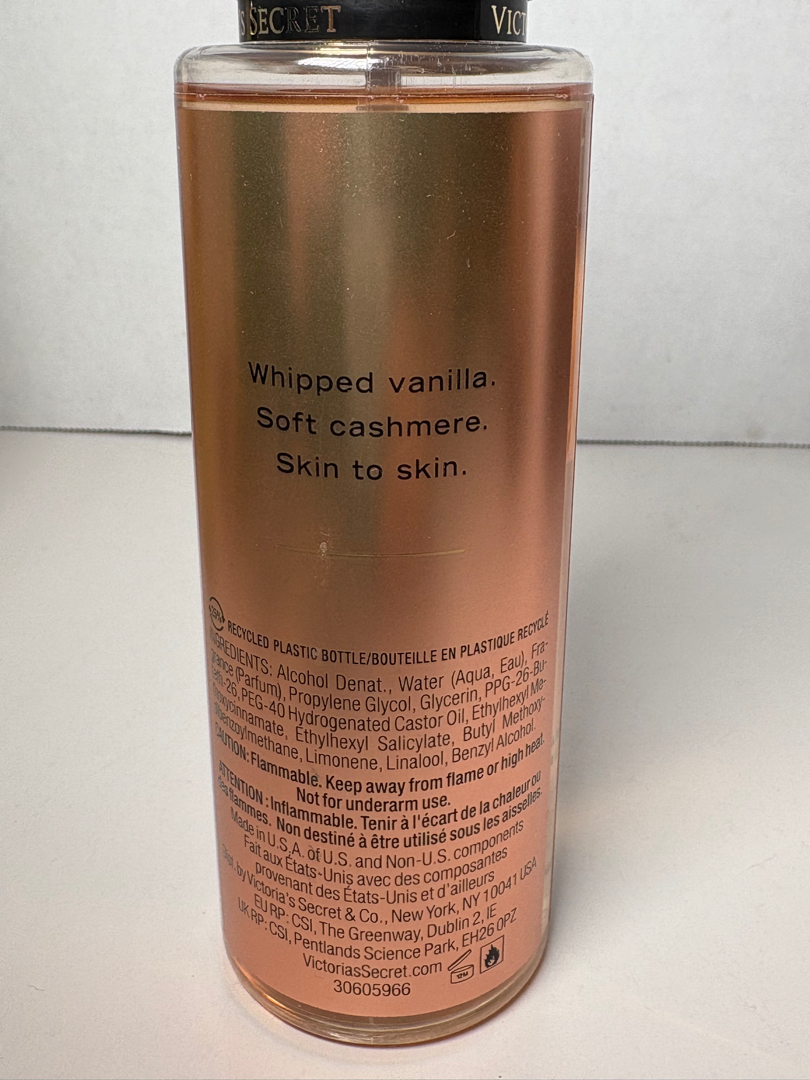 SECRET VICT
Whipped vanilla.
Soft cashmere.
Skin to skin.
RECYCLED PLASTIC BOTTLE/BOUTEILLE EN PLASTIQUE RECYCLÉ
INGREDIENTS: Alcohol Denat., Water (Aqua, Eau), Fra-
grance (Parfum), Propylene Glycol, Glycerin, PPG-26-Bu-
teth-26, PEG-40 Hydrogenated Castor Oil, Ethylhexyl Me-
thoxycinnamate, Ethylhexyl Salicylate, Butyl Methoxy-
dibenzoylmethane, Limonene, Linalool, Benzyl Alcohol.
CAUTION: Flammable. Keep away from flame or high heat.
Not for underarm use.
ATTENTION : Inflammable. Tenir à l'écart de la chaleur ou
des flammes. Non destiné à être utilisé sous les aisselles.
Made in U.S.A. of U.S. and Non-U.S. components
Fait aux États-Unis avec des composantes
provenant des États-Unis et d'ailleurs
Dist. by Victoria's Secret & Co., New York, NY 10041 USA
EU RP: CSI, The Greenway, Dublin 2, IE
UK RP: CSI, Pentlands Science Park, EH26 0PZ
VictoriasSecret.com 12M
30605966